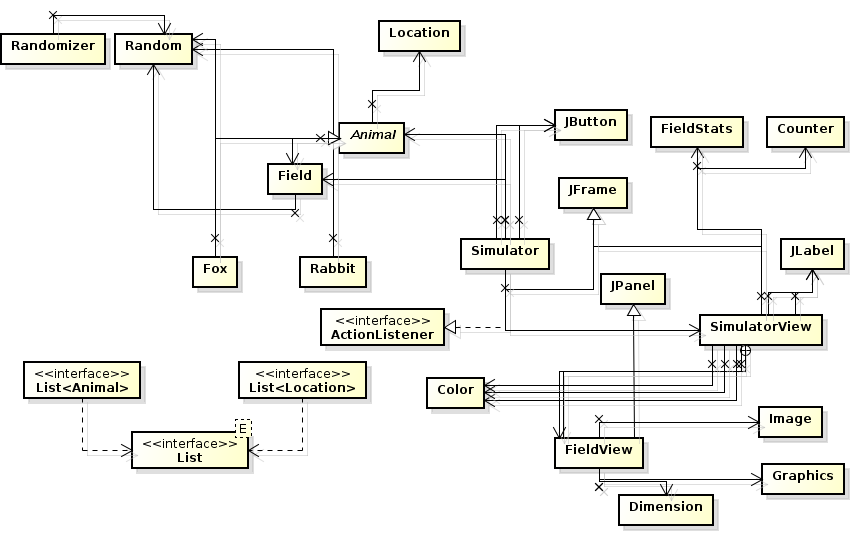 Location
Randomizer
Random
Animal
JButton
FieldStats
Counter
Field
JFrame
Simulator
JLabel
Fox
Rabbit
JPanel
<<interface>>
ActionListener
SimulatorView
<<interface>>
List<Animal>
<<interface>>
List<Location>
Color
E
<<interface>>
List
Image
FieldView
Graphics
Dimension